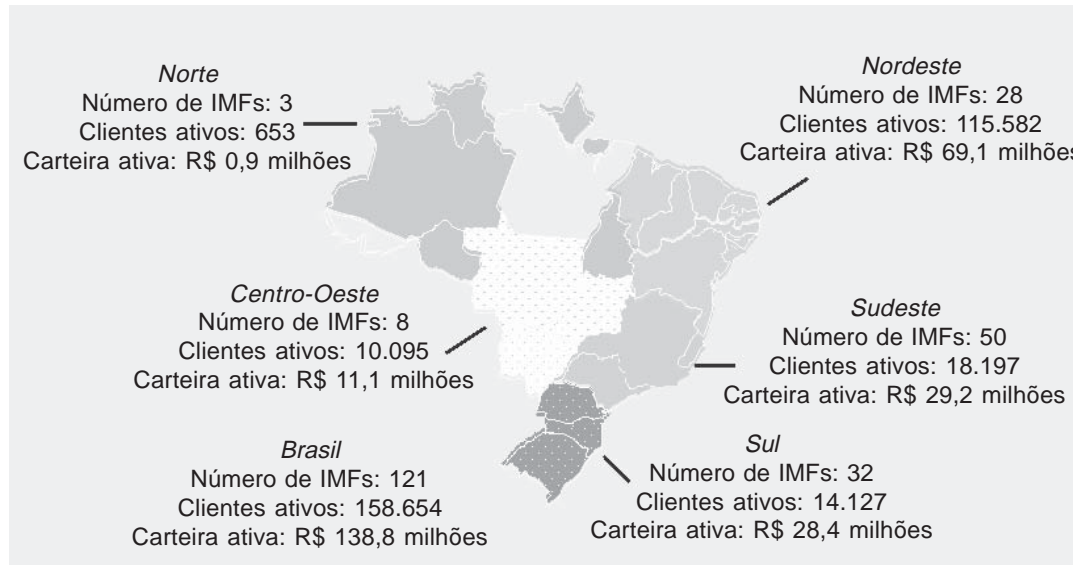 Norte
Número de IMFs: 3
Clientes ativos: 653
Carteira ativa: R$ 0,9 milhões
Nordeste
Número de IMFs: 28
Clientes ativos: 115.582
Carteira ativa: R$ 69,1 milhões
Centro-Oeste
Número de IMFs: 8
Clientes ativos: 10.095
Carteira ativa: R$ 11,1 milhões
Sudeste
Número de IMFs: 50
Clientes ativos: 18.197
Carteira ativa: R$ 29,2 milhões
Brasil
Número de IMFs: 121
Clientes ativos: 158.654
Carteira ativa: R$ 138,8 milhões
Sul
Número de IMFs: 32
Clientes ativos: 14.127
Carteira ativa: R$ 28,4 milhões